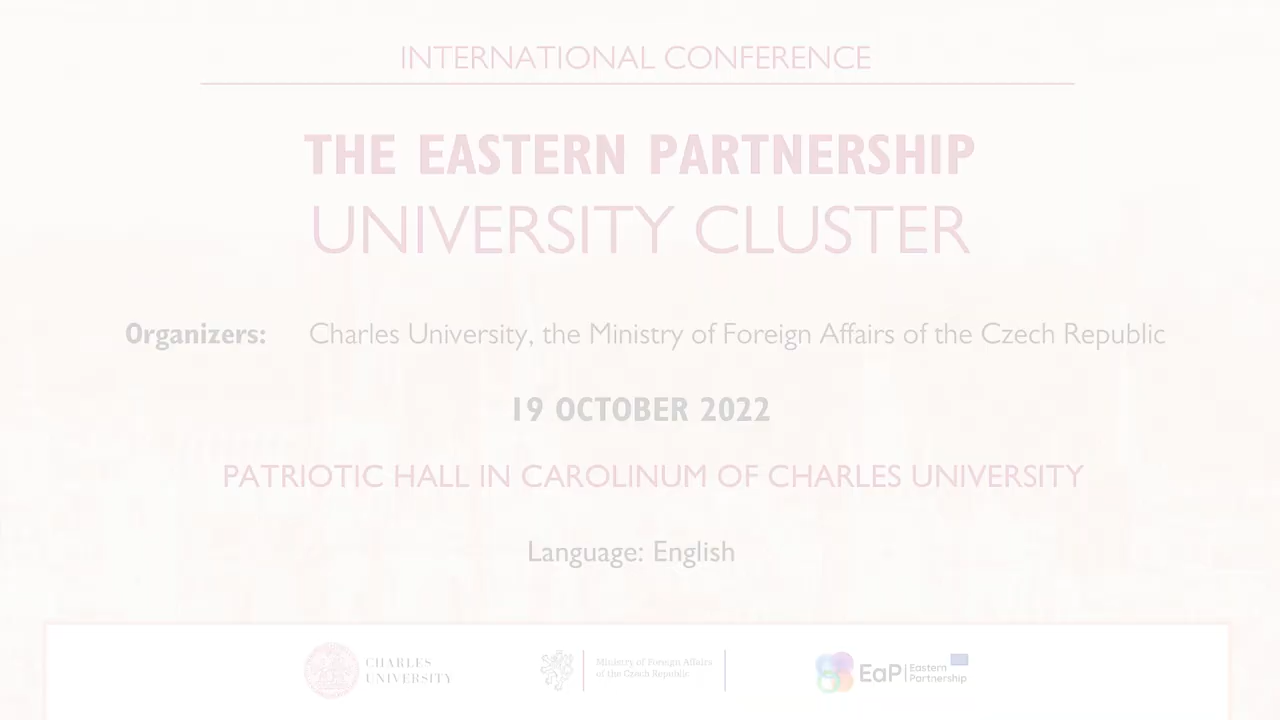 INTERNATIONAL CONFERENCE
THE EASTERN PARTNERSHIP
UNIVERSITY CLUSTER
Organizers: Charles University, the Ministry of Foreign Affairs of the Czech Republic
19 OCTOBER 2022
PATRIOTIC HALL IN CAROLINUM OF CHARLES UNIVERSITY
Language: English
CHARLES
UNIVERSITY
Ministry of Foreign Affairs
of the Czech Republic
EaP Eastern
Partnership